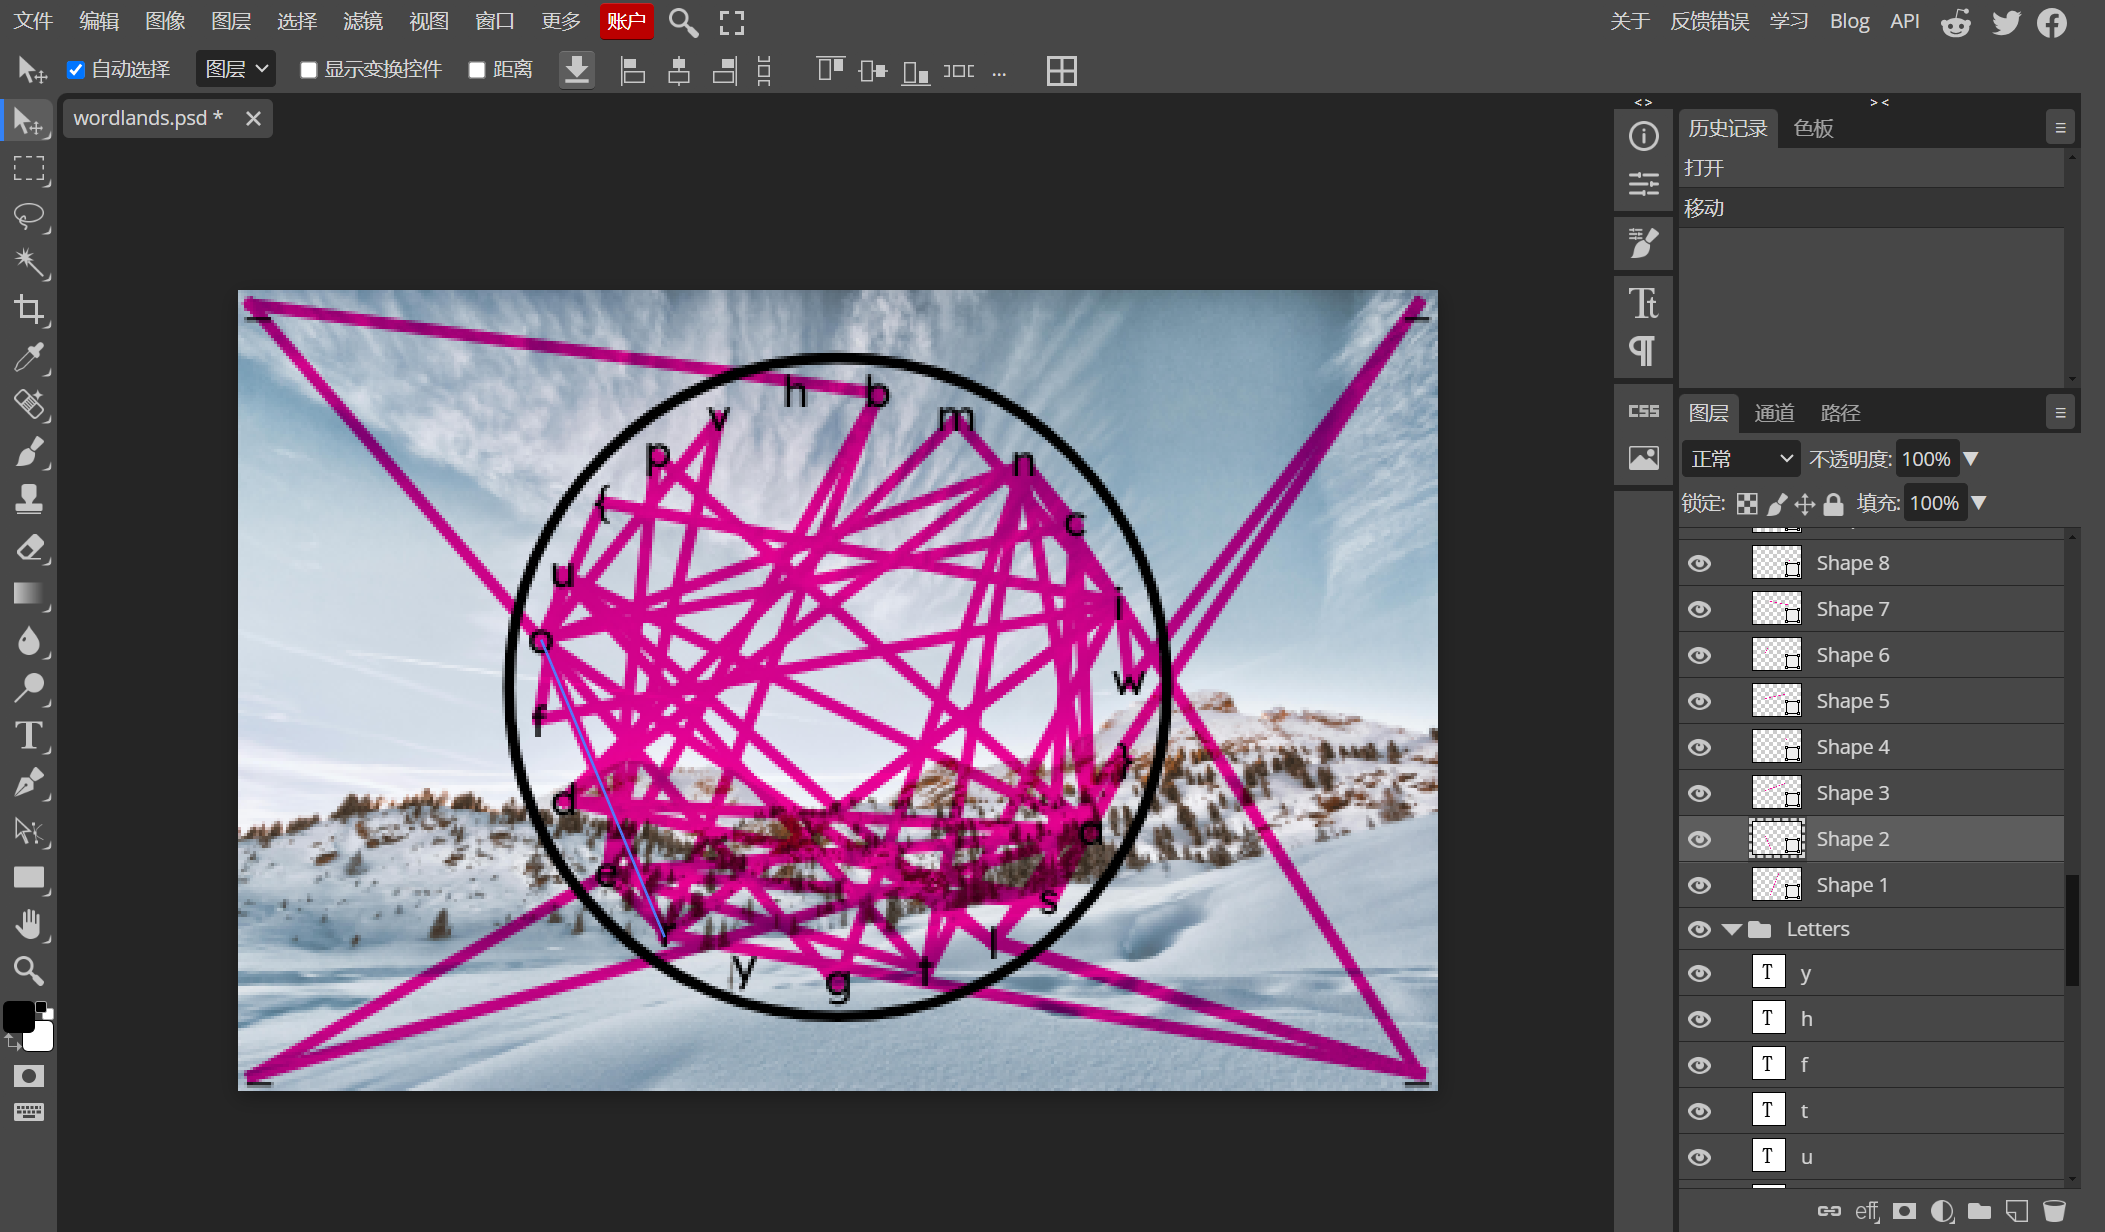 文件 编辑 图像 图层 选择 滤镜 视图 窗口 更多 账户 关于 反馈错误 学习 Blog API
自动选择 图层 显示变换控件 距离 ...
wordlands.psd *
< > > <
历史记录 色板
打开
移动
Tt
¶
CSS
图层 通道 路径
正常 不透明度: 100%
锁定: 填充: 100%
Shape 8
Shape 7
Shape 6
Shape 5
Shape 4
Shape 3
Shape 2
Shape 1
Letters
T y
T h
T f
T t
T u
eff
_ _
h b
v m
p n
{ c
u i
o w
f }
d a
e s
r l
y g t
_ _